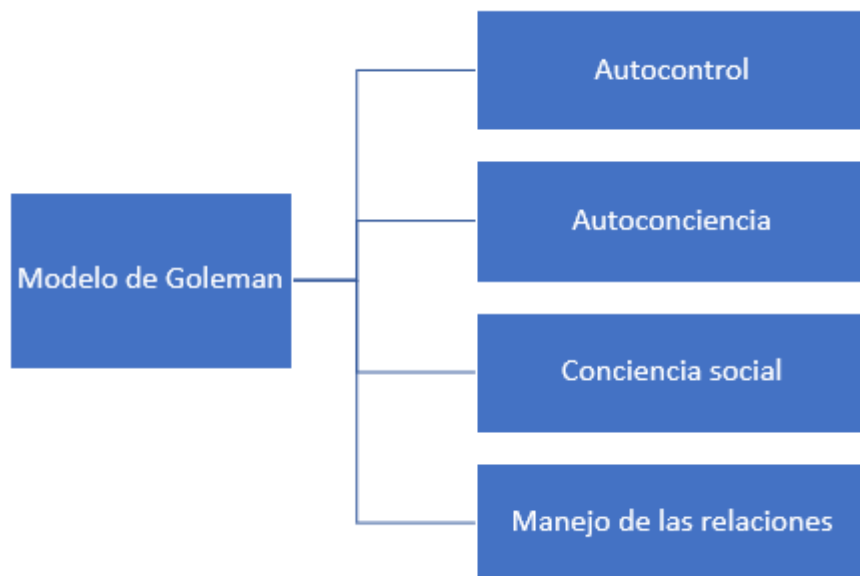 Modelo de Goleman
Autocontrol
Autoconciencia
Conciencia social
Manejo de las relaciones